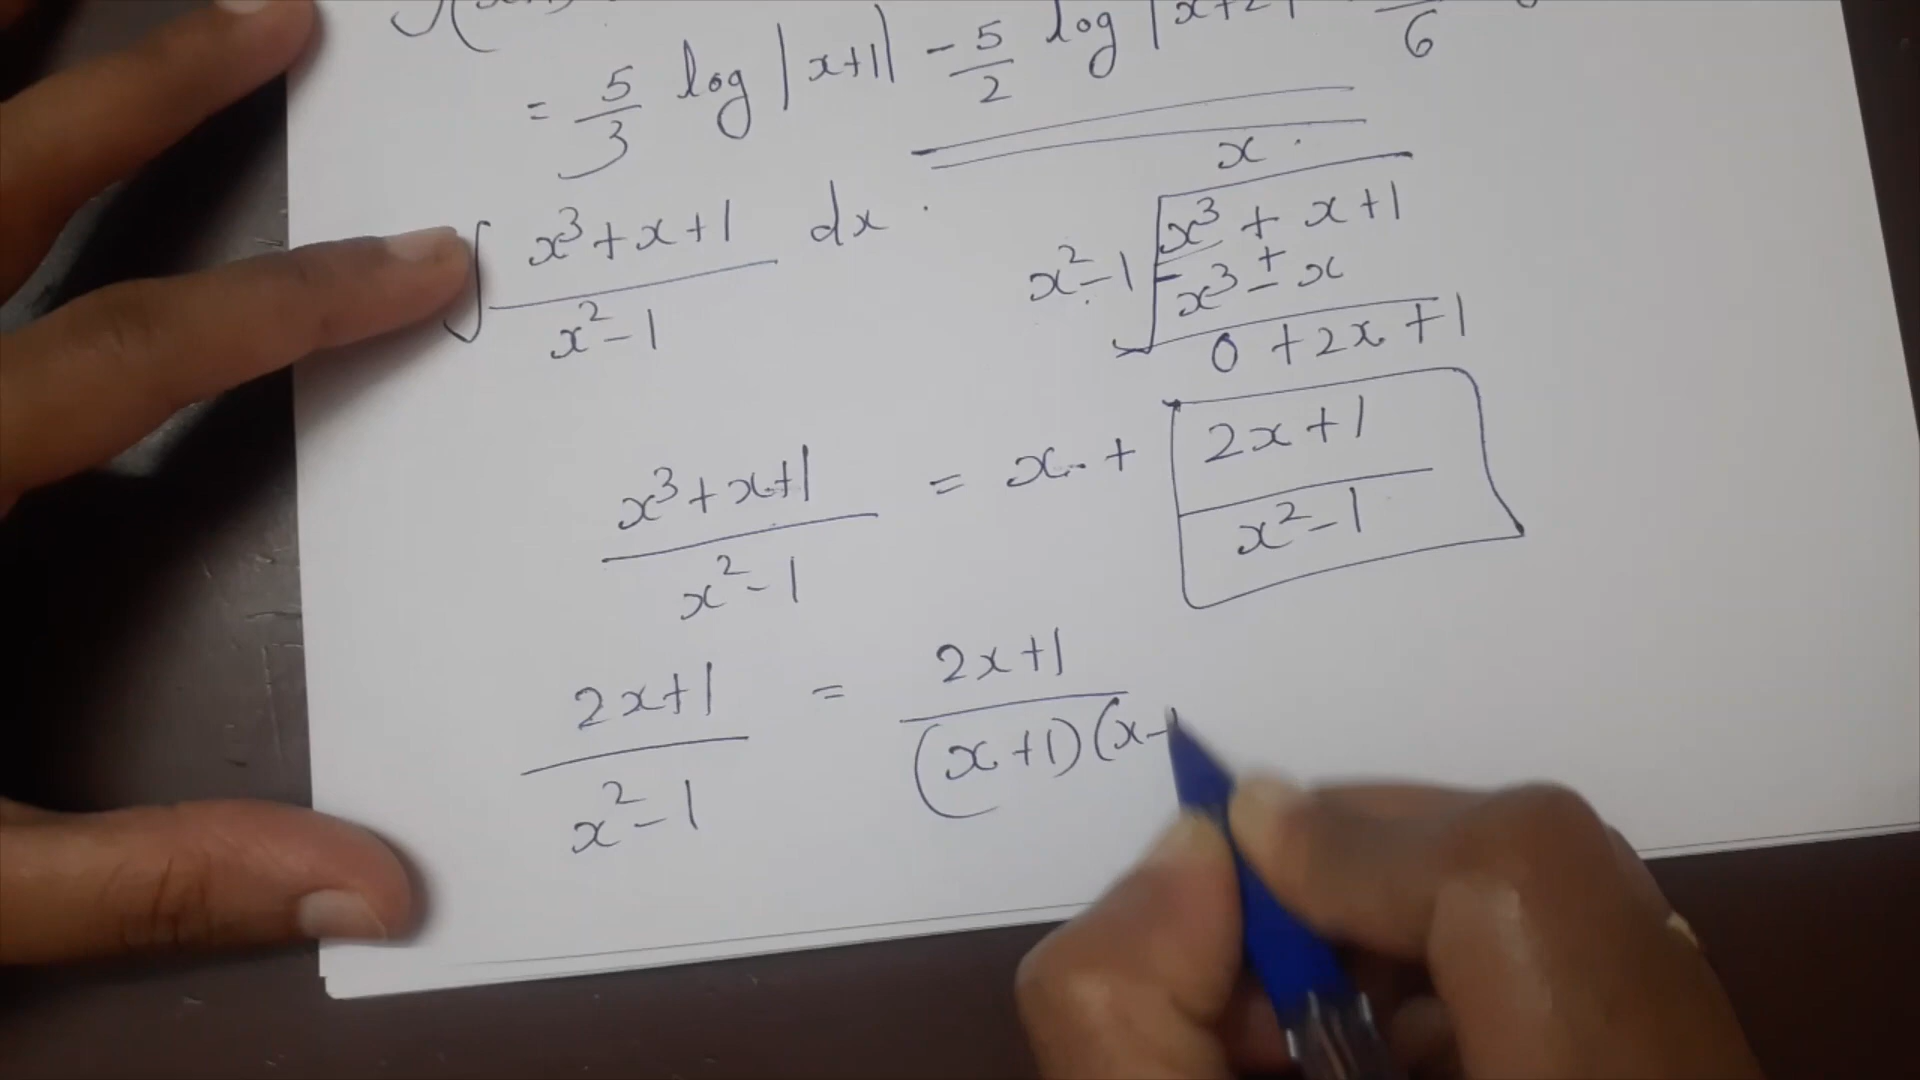 = 5/3 log |x+1| - 5/2 log |x+2| 6
∫ x³+x+1 / x²-1 dx .
x .
x²-1 √ x³ + x+1
- x³ ± x
0 +2x +1
x³+x+1 / x²-1 = x + 2x+1 / x²-1
2x+1 / x²-1 = 2x+1 / (x+1)(x-